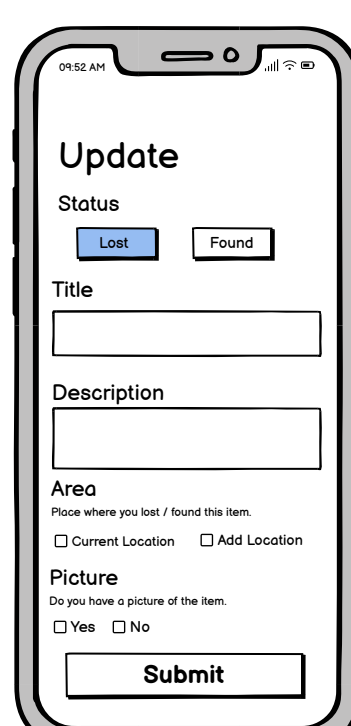 09:52 AM
Update
Status
Lost Found
Title
Description
Area
Place where you lost / found this item.
Current Location Add Location
Picture
Do you have a picture of the item.
Yes No
Submit